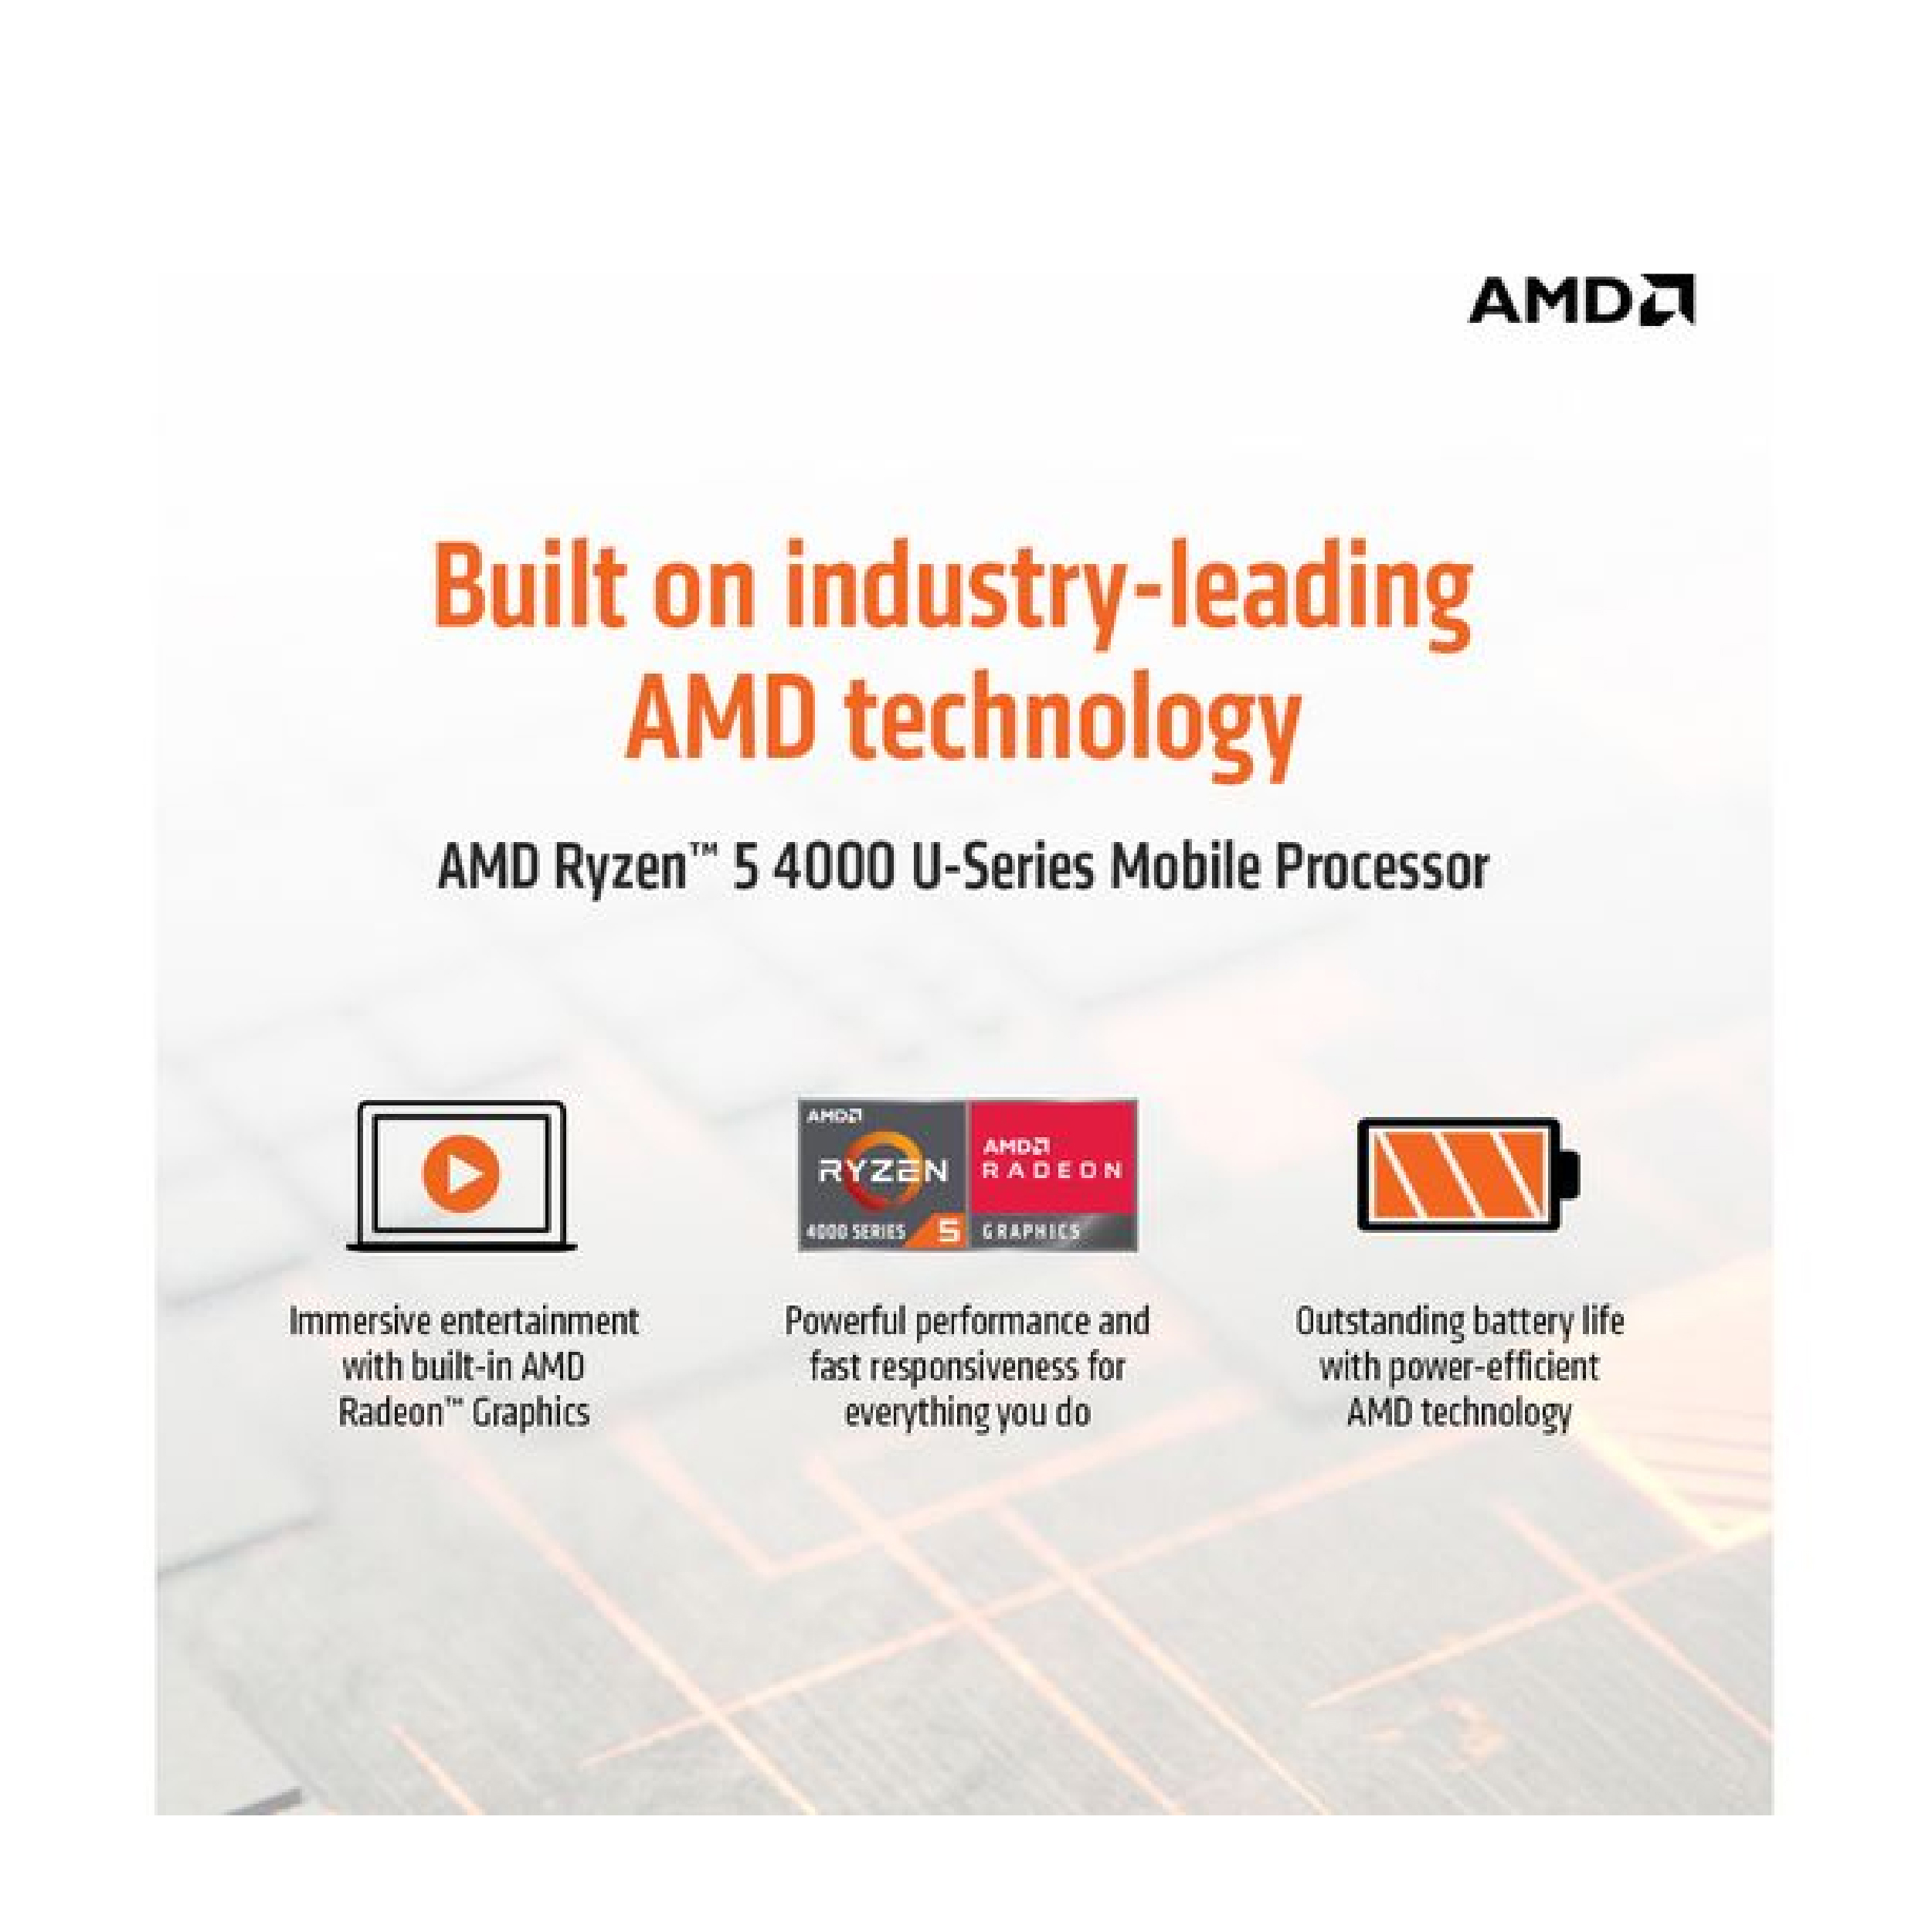 AMD
Built on industry-leading
AMD technology
AMD Ryzen™ 5 4000 U-Series Mobile Processor
AMD
RYZEN
4000 SERIES 5
AMD
RADEON
GRAPHICS
Immersive entertainment
with built-in AMD
Radeon™ Graphics
Powerful performance and
fast responsiveness for
everything you do
Outstanding battery life
with power-efficient
AMD technology